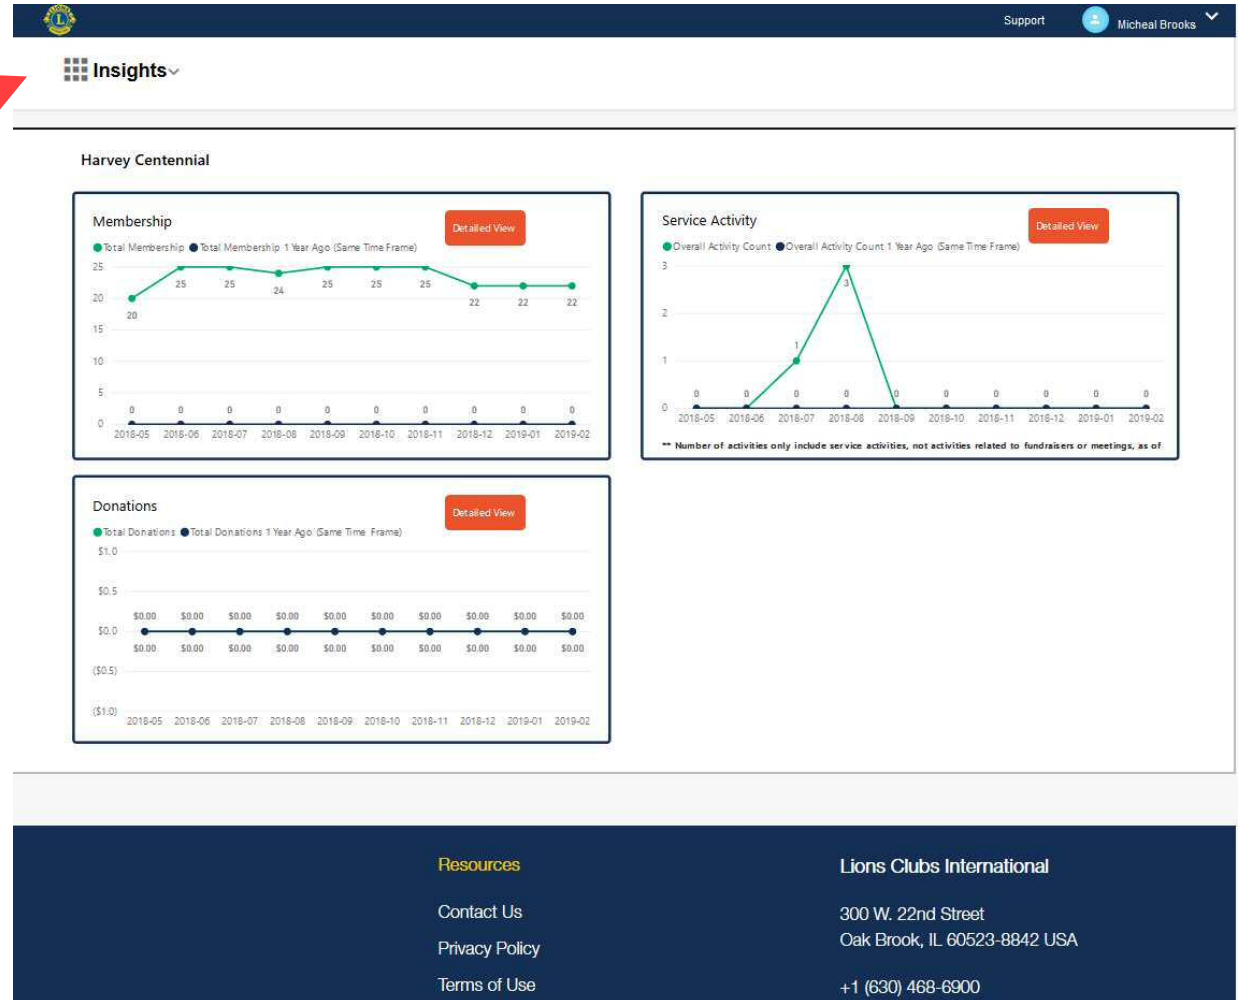 Support
Micheal Brooks
Insights
Harvey Centennial
Membership
Detailed View
Total Membership Total Membership 1 Year Ago (Same Time Frame)
25
20
15
10
5
0
20 25 25 24 25 25 25 22 22 22
0 0 0 0 0 0 0 0 0 0
2018-05 2018-06 2018-07 2018-08 2018-09 2018-10 2018-11 2018-12 2019-01 2019-02
Service Activity
Detailed View
Overall Activity Count Overall Activity Count 1 Year Ago (Same Time Frame)
3
2
1
0
1 3
0 0 0 0 0 0 0 0 0 0
2018-05 2018-06 2018-07 2018-08 2018-09 2018-10 2018-11 2018-12 2019-01 2019-02
** Number of activities only include service activities, not activities related to fundraisers or meetings, as of
Donations
Detailed View
Total Donations Total Donations 1 Year Ago (Same Time Frame)
$1.0
$0.5
$0.00 $0.00 $0.00 $0.00 $0.00 $0.00 $0.00 $0.00 $0.00 $0.00
$0.0
$0.00 $0.00 $0.00 $0.00 $0.00 $0.00 $0.00 $0.00 $0.00 $0.00
($0.5)
($1.0)
2018-05 2018-06 2018-07 2018-08 2018-09 2018-10 2018-11 2018-12 2019-01 2019-02
Resources
Contact Us
Privacy Policy
Terms of Use
Lions Clubs International
300 W. 22nd Street
Oak Brook, IL 60523-8842 USA
+1 (630) 468-6900